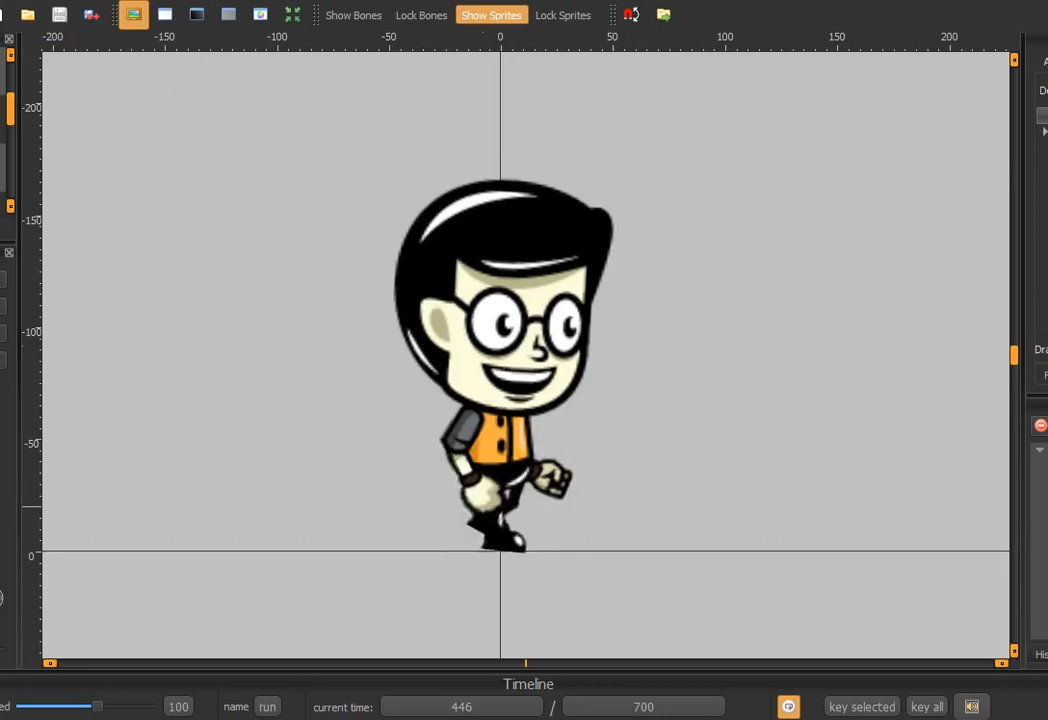 Show Bones Lock Bones Show Sprites Lock Sprites
-200 -150 -50 0 50 100 150 200
-200
-150
-100
-50
0
Timeline
100 name run current time: 446 / 700 key selected key all